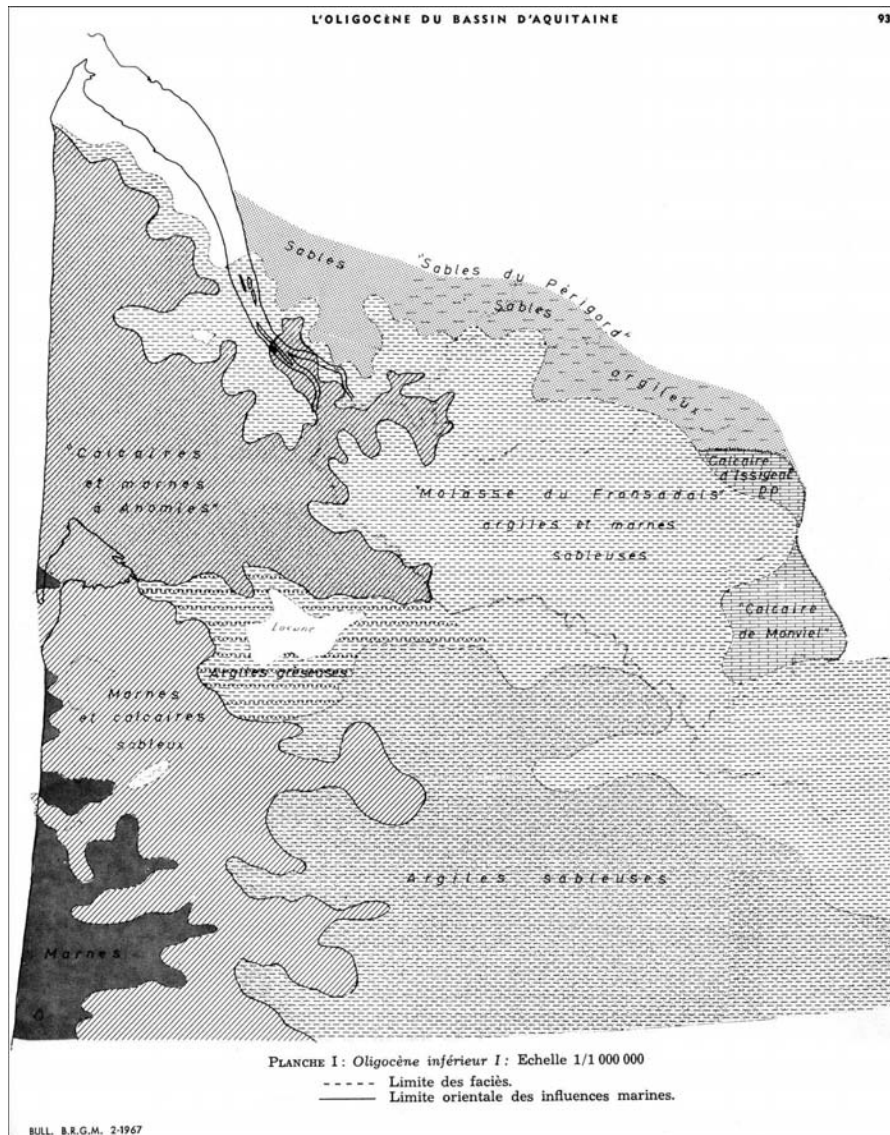 L'OLIGOCÈNE DU BASSIN D'AQUITAINE
93
Sables
"Sables du Périgord"
Sables
argileux
"Calcaires
et marnes
à Anomies"
Calcaire
d'Issigeac"
p.p.
"Molasse du Fronsadais"
argiles et marnes
sableuses
"Calcaire
de Monviel"
Lacune
Argiles gréseuses
Marnes
et calcaires
sableux
Argiles sableuses
Marnes
PLANCHE I : Oligocène inférieur I : Echelle 1/1 000 000
Limite des faciès.
Limite orientale des influences marines.
BULL. B.R.G.M. 2-1967